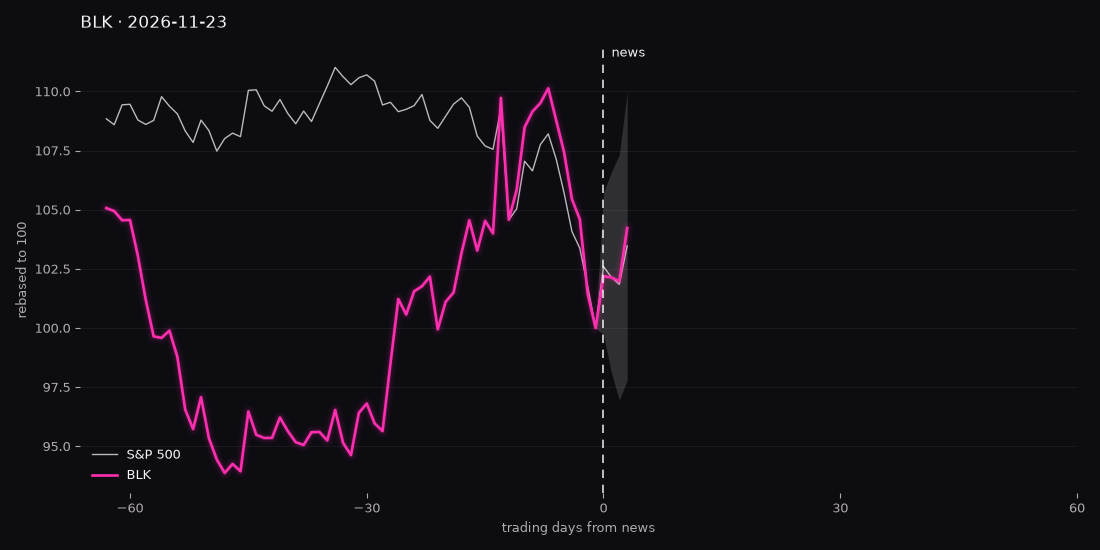 BLK · 2026-11-23
news
110.0
107.5
105.0
102.5
100.0
97.5
95.0
rebased to 100
S&P 500
BLK
−60
−30
0
30
60
trading days from news